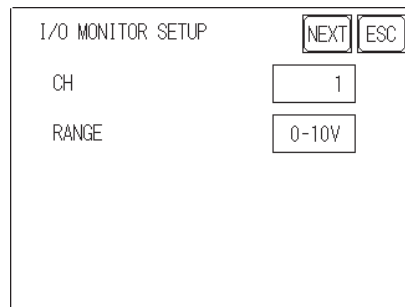 I/O MONITOR SETUP NEXT ESC
CH 1
RANGE 0-10V